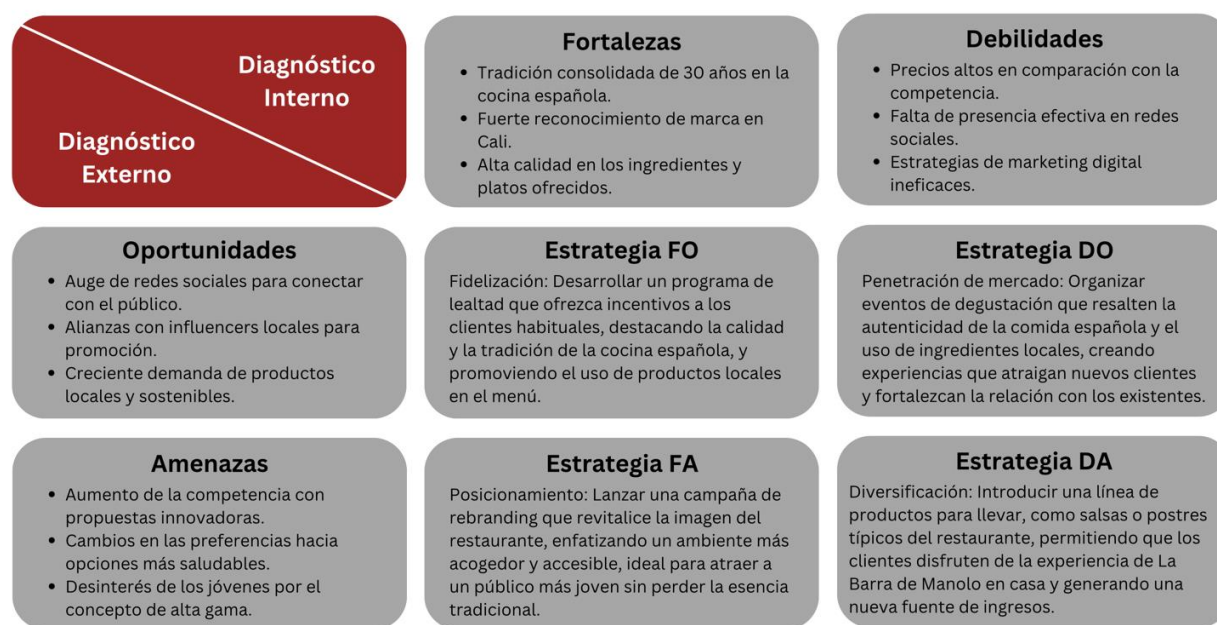 Diagnóstico
Interno
Diagnóstico
Externo
Fortalezas
• Tradición consolidada de 30 años en la
cocina española.
• Fuerte reconocimiento de marca en
Cali.
• Alta calidad en los ingredientes y
platos ofrecidos.
Debilidades
• Precios altos en comparación con la
competencia.
• Falta de presencia efectiva en redes
sociales.
• Estrategias de marketing digital
ineficaces.
Oportunidades
• Auge de redes sociales para conectar
con el público.
• Alianzas con influencers locales para
promoción.
• Creciente demanda de productos
locales y sostenibles.
Estrategia FO
Fidelización: Desarrollar un programa de
lealtad que ofrezca incentivos a los
clientes habituales, destacando la calidad
y la tradición de la cocina española, y
promoviendo el uso de productos locales
en el menú.
Estrategia DO
Penetración de mercado: Organizar
eventos de degustación que resalten la
autenticidad de la comida española y el
uso de ingredientes locales, creando
experiencias que atraigan nuevos clientes
y fortalezcan la relación con los existentes.
Amenazas
• Aumento de la competencia con
propuestas innovadoras.
• Cambios en las preferencias hacia
opciones más saludables.
• Desinterés de los jóvenes por el
concepto de alta gama.
Estrategia FA
Posicionamiento: Lanzar una campaña de
rebranding que revitalice la imagen del
restaurante, enfatizando un ambiente más
acogedor y accesible, ideal para atraer a
un público más joven sin perder la esencia
tradicional.
Estrategia DA
Diversificación: Introducir una línea de
productos para llevar, como salsas o postres
típicos del restaurante, permitiendo que los
clientes disfruten de la experiencia de La
Barra de Manolo en casa y generando una
nueva fuente de ingresos.